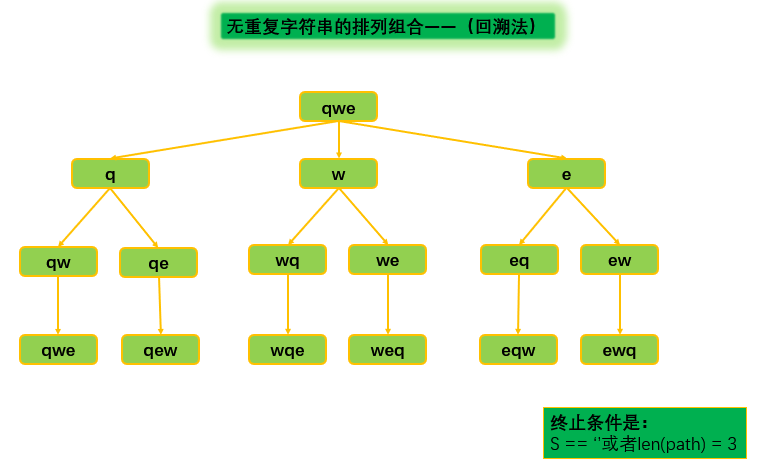 无重复字符串的排列组合——（回溯法）
qwe
q w e
qw qe wq we eq ew
qwe qew wqe weq eqw ewq
终止条件是：
S == ‘’或者len(path) = 3